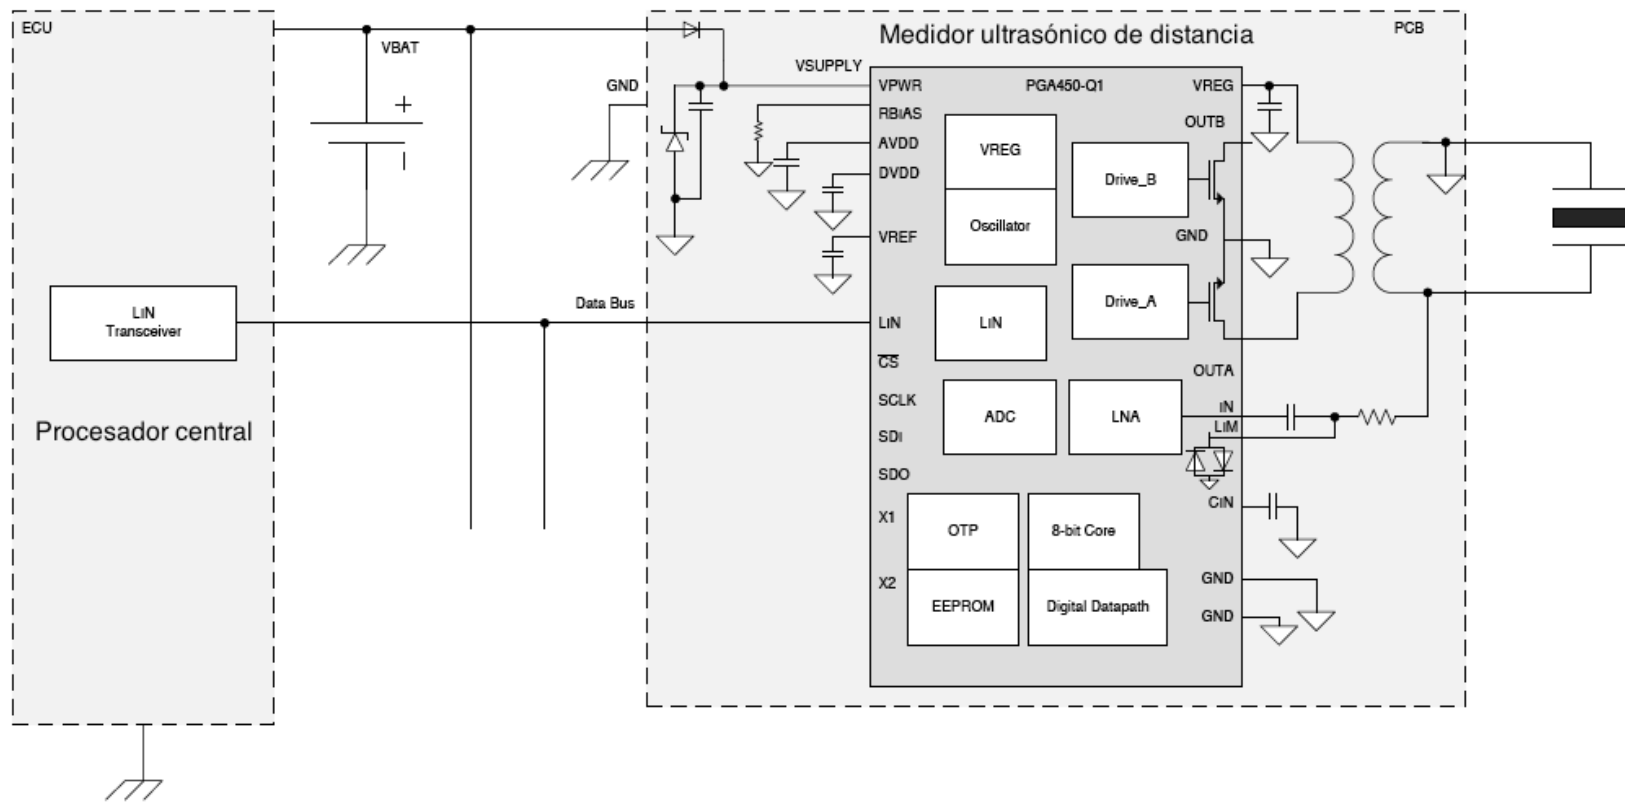 ECU
VBAT
+
Medidor ultrasónico de distancia
PCB
GND
VSUPPLY
PGA450-Q1
VPWR
RBIAS
AVDD
DVDD
VREF
LIN
CS
SCLK
SDI
SDO
X1
X2
VREG
Oscillator
LIN
ADC
LNA
Drive_B
Drive_A
OTP
8-bit Core
EEPROM
Digital Datapath
VREG
OUTB
GND
OUTA
IN
LIM
CIN
GND
GND
Data Bus
LIN
Transceiver
Procesador central